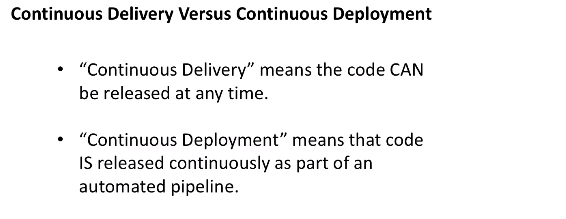 Continuous Delivery Versus Continuous Deployment
• “Continuous Delivery” means the code CAN
be released at any time.
• “Continuous Deployment” means that code
IS released continuously as part of an
automated pipeline.